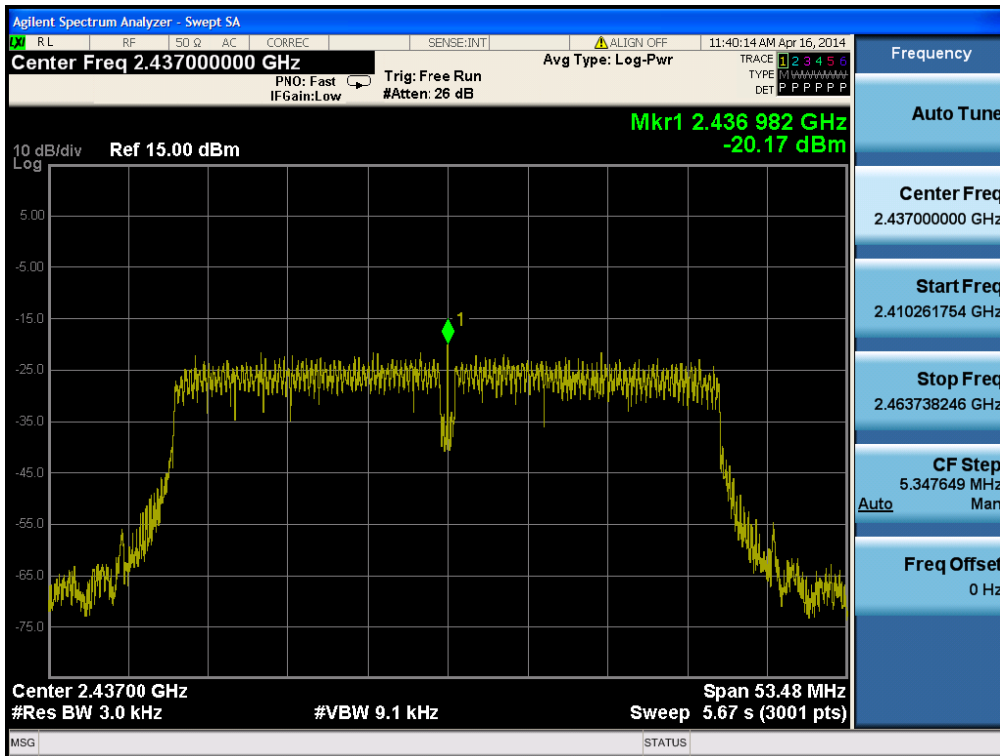 Agilent Spectrum Analyzer - Swept SA
LXI RL RF 50 Ω AC CORREC SENSE:INT ALIGN OFF 11:40:14 AM Apr 16, 2014
Center Freq 2.437000000 GHz
PNO: Fast
IFGain:Low
Trig: Free Run
#Atten: 26 dB
Avg Type: Log-Pwr
TRACE 1 2 3 4 5 6
TYPE M W W W W W
DET P P P P P P
Mkr1 2.436 982 GHz
-20.17 dBm
10 dB/div Ref 15.00 dBm
Log
5.00
-5.00
-15.0
-25.0
-35.0
-45.0
-55.0
-65.0
-75.0
1
Center 2.43700 GHz Span 53.48 MHz
#Res BW 3.0 kHz #VBW 9.1 kHz Sweep 5.67 s (3001 pts)
MSG STATUS
Frequency
Auto Tune
Center Freq
2.437000000 GHz
Start Freq
2.410261754 GHz
Stop Freq
2.463738246 GHz
CF Step
5.347649 MHz
Auto Man
Freq Offset
0 Hz